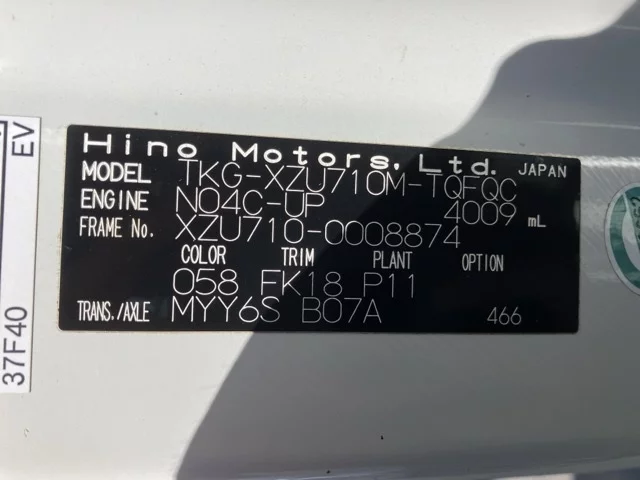 Hino Motors, Ltd. JAPAN
MODEL TKG-XZU710M-TQFQC
ENGINE N04C-UP 4009 mL
FRAME No. XZU710-0008874
COLOR TRIM PLANT OPTION
058 FK18 P11
TRANS./AXLE MYY6S B07A 466
EV
37F40